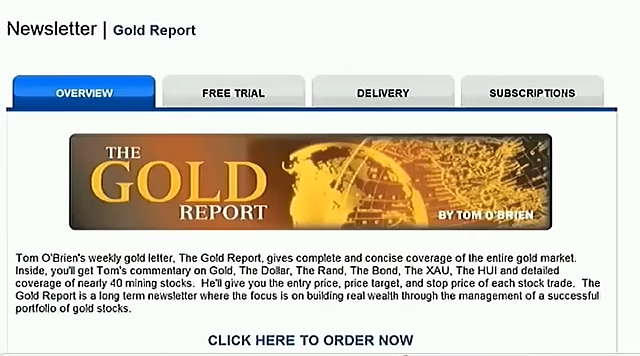 Newsletter | Gold Report
OVERVIEW
FREE TRIAL
DELIVERY
SUBSCRIPTIONS
THE
GOLD
REPORT
BY TOM O'BRIEN
Tom O'Brien's weekly gold letter, The Gold Report, gives complete and concise coverage of the entire gold market.
Inside, you'll get Tom's commentary on Gold, The Dollar, The Rand, The Bond, The XAU, The HUI and detailed
coverage of nearly 40 mining stocks. He'll give you the entry price, price target, and stop price of each stock trade. The
Gold Report is a long term newsletter where the focus is on building real wealth through the management of a successful
portfolio of gold stocks.
CLICK HERE TO ORDER NOW